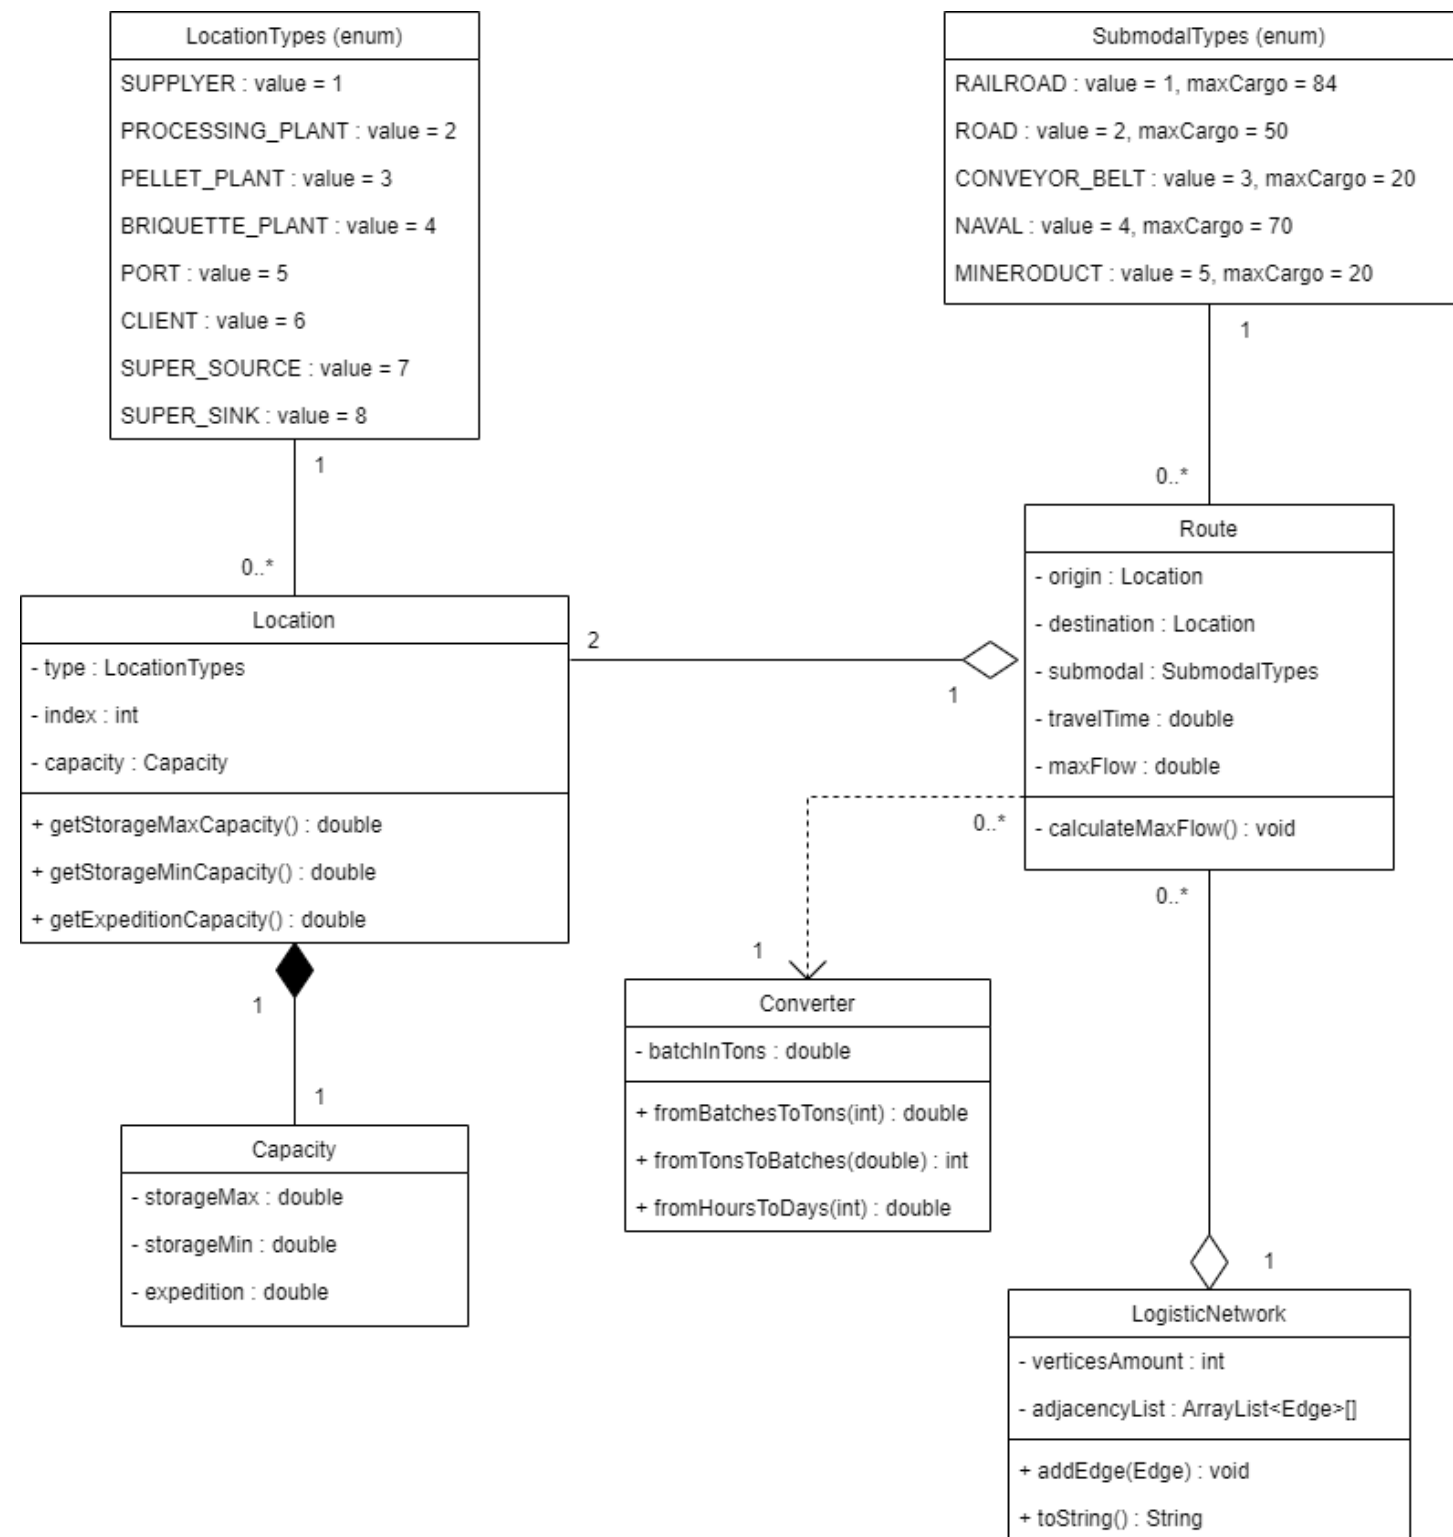 LocationTypes (enum)
SUPPLYER : value = 1
PROCESSING_PLANT : value = 2
PELLET_PLANT : value = 3
BRIQUETTE_PLANT : value = 4
PORT : value = 5
CLIENT : value = 6
SUPER_SOURCE : value = 7
SUPER_SINK : value = 8
1
0..*
SubmodalTypes (enum)
RAILROAD : value = 1, maxCargo = 84
ROAD : value = 2, maxCargo = 50
CONVEYOR_BELT : value = 3, maxCargo = 20
NAVAL : value = 4, maxCargo = 70
MINERODUCT : value = 5, maxCargo = 20
1
0..*
Location
- type : LocationTypes
- index : int
- capacity : Capacity
+ getStorageMaxCapacity() : double
+ getStorageMinCapacity() : double
+ getExpeditionCapacity() : double
2
1
Route
- origin : Location
- destination : Location
- submodal : SubmodalTypes
- travelTime : double
- maxFlow : double
- calculateMaxFlow() : void
0..*
1
0..*
1
1
1
Capacity
- storageMax : double
- storageMin : double
- expedition : double
Converter
- batchInTons : double
+ fromBatchesToTons(int) : double
+ fromTonsToBatches(double) : int
+ fromHoursToDays(int) : double
LogisticNetwork
- verticesAmount : int
- adjacencyList : ArrayList<Edge>[]
+ addEdge(Edge) : void
+ toString() : String